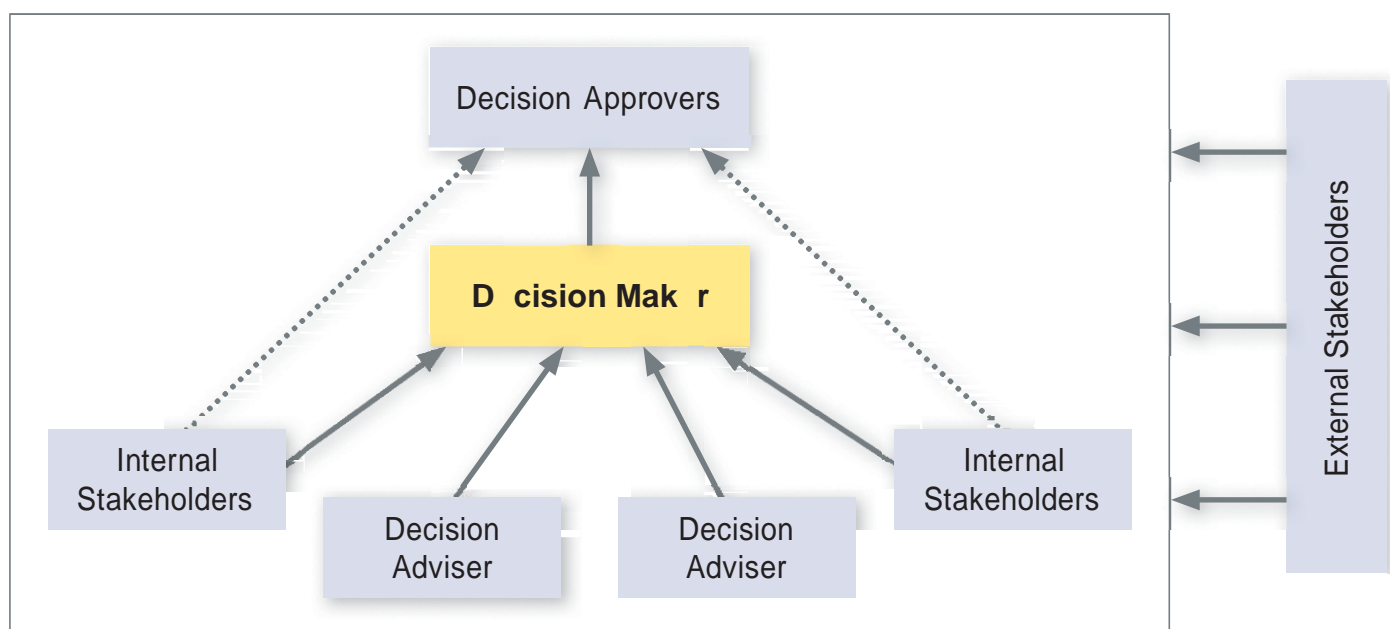 Decision Approvers
D cision Mak r
Internal
Stakeholders
Decision
Adviser
Decision
Adviser
Internal
Stakeholders
External Stakeholders